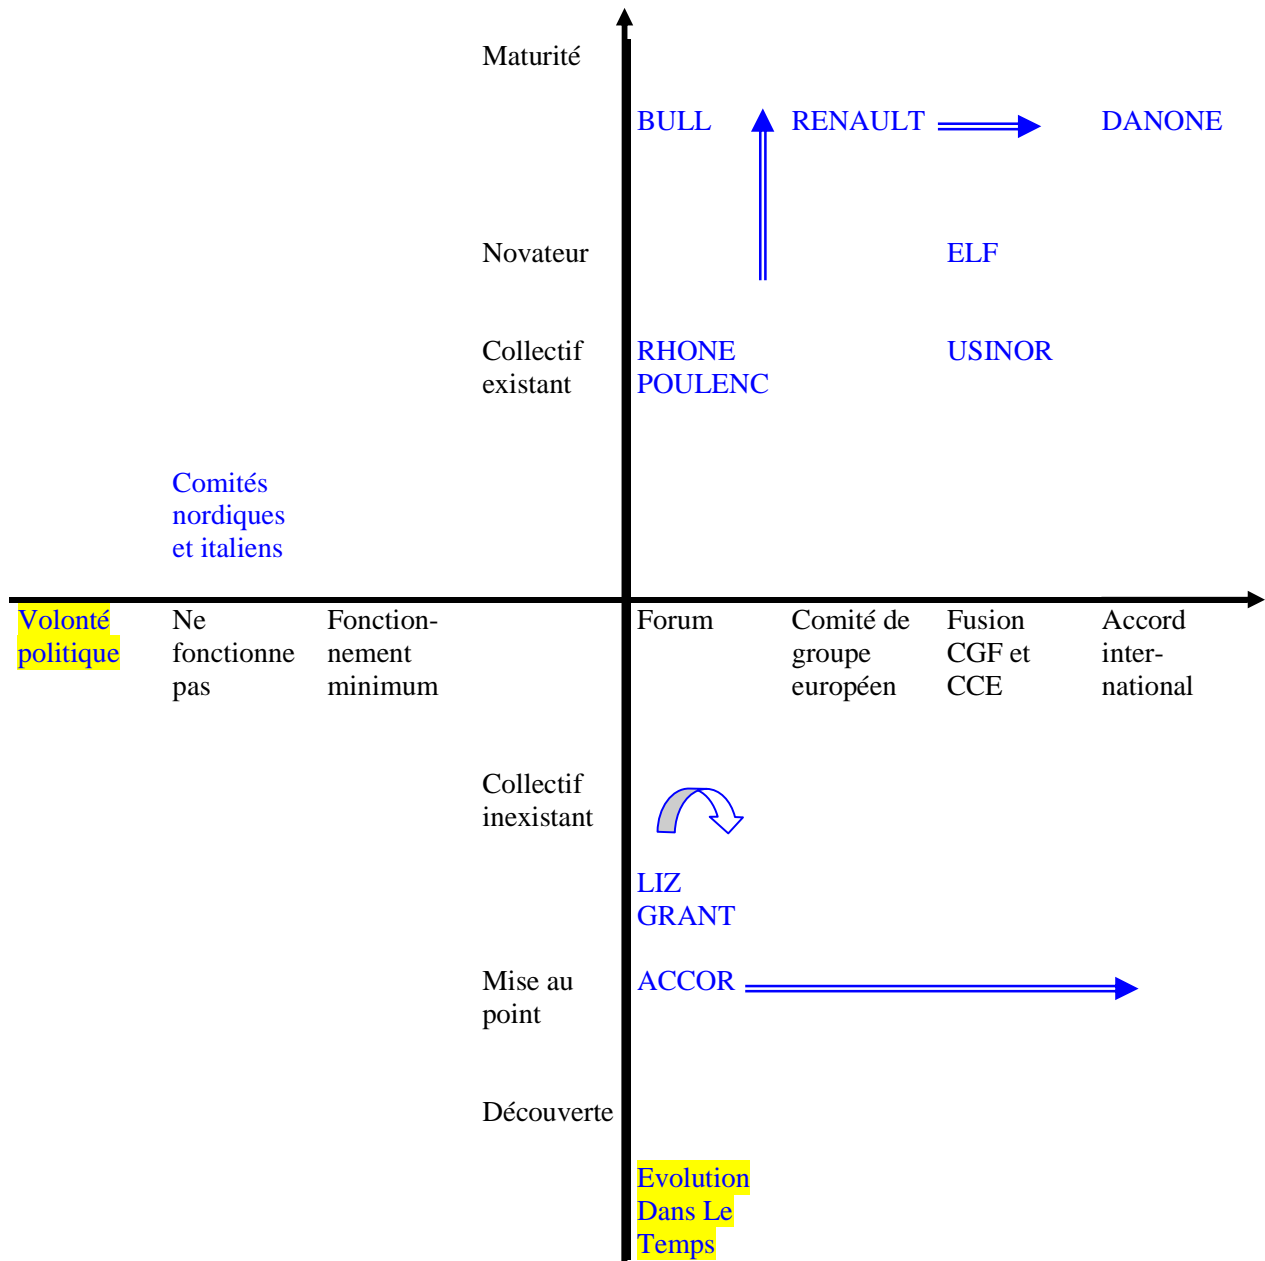 Maturité
BULL RENAULT DANONE
Novateur ELF
Collectif RHONE USINOR
existant POULENC
Comités
nordiques
et italiens
Volonté Ne Fonction- Forum Comité de Fusion Accord
politique fonctionne nement groupe CGF et inter-
pas minimum européen CCE national
Collectif
inexistant
LIZ
GRANT
Mise au ACCOR
point
Découverte
Evolution
Dans Le
Temps